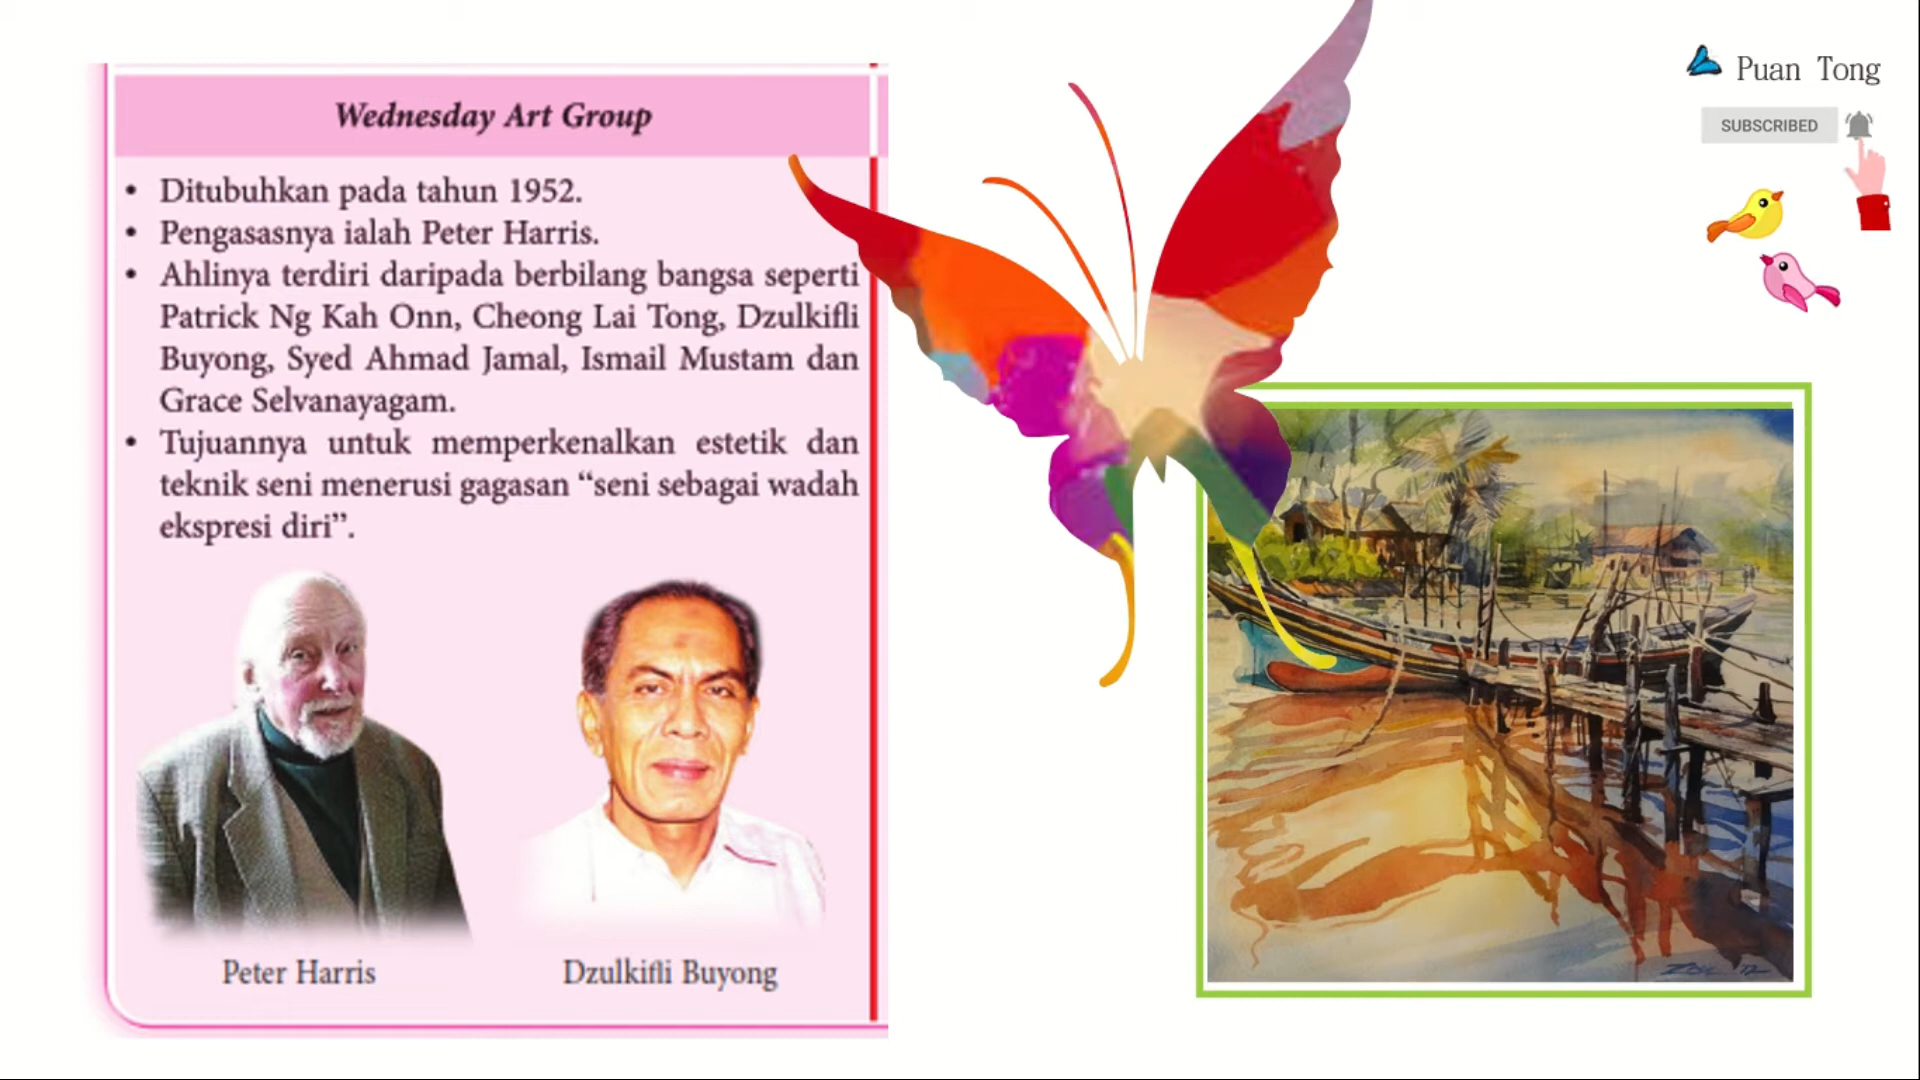 Wednesday Art Group
• Ditubuhkan pada tahun 1952.
• Pengasasnya ialah Peter Harris.
• Ahlinya terdiri daripada berbilang bangsa seperti
Patrick Ng Kah Onn, Cheong Lai Tong, Dzulkifli
Buyong, Syed Ahmad Jamal, Ismail Mustam dan
Grace Selvanayagam.
• Tujuannya untuk memperkenalkan estetik dan
teknik seni menerusi gagasan “seni sebagai wadah
ekspresi diri”.
Peter Harris
Dzulkifli Buyong
Puan Tong
SUBSCRIBED